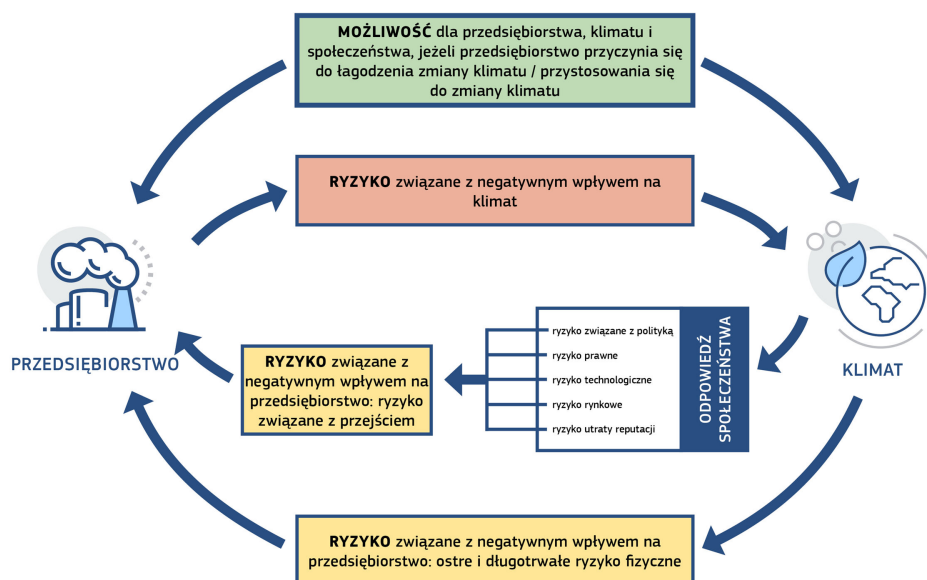 MOŻLIWOŚĆ dla przedsiębiorstwa, klimatu i
społeczeństwa, jeżeli przedsiębiorstwo przyczynia się
do łagodzenia zmiany klimatu / przystosowania się
do zmiany klimatu
RYZYKO związane z negatywnym wpływem na
klimat
PRZEDSIĘBIORSTWO
RYZYKO związane z
negatywnym wpływem na
przedsiębiorstwo: ryzyko
związane z przejściem
ryzyko związane z polityką
ryzyko prawne
ryzyko technologiczne
ryzyko rynkowe
ryzyko utraty reputacji
ODPOWIEDŹ
SPOŁECZEŃSTWA
KLIMAT
RYZYKO związane z negatywnym wpływem na
przedsiębiorstwo: ostre i długotrwałe ryzyko fizyczne